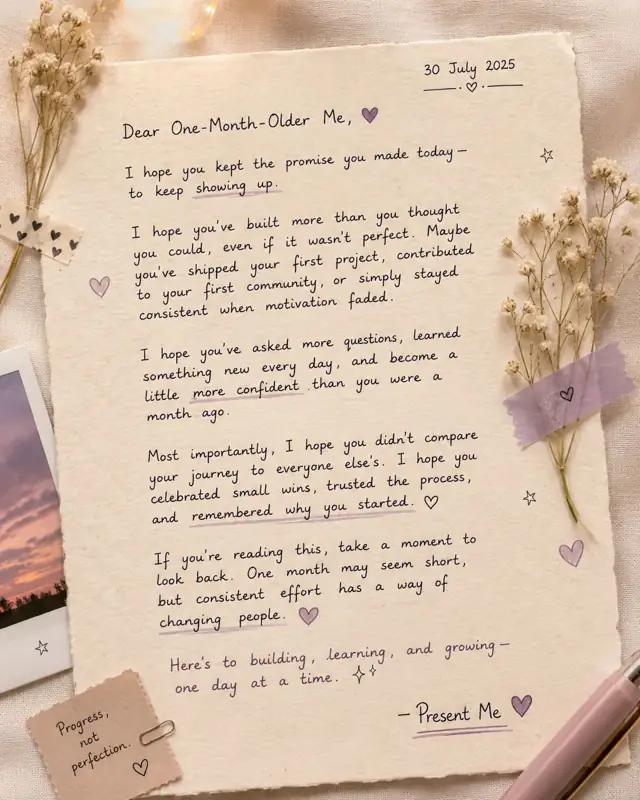 30 July 2025
Dear One-Month-Older Me,
I hope you kept the promise you made today—
to keep showing up.
I hope you've built more than you thought
you could, even if it wasn't perfect. Maybe
you've shipped your first project, contributed
to your first community, or simply stayed
consistent when motivation faded.
I hope you've asked more questions, learned
something new every day, and become a
little more confident than you were a
month ago.
Most importantly, I hope you didn't compare
your journey to everyone else's. I hope you
celebrated small wins, trusted the process,
and remembered why you started.
If you're reading this, take a moment to
look back. One month may seem short,
but consistent effort has a way of
changing people.
Here's to building, learning, and growing—
one day at a time.
— Present Me
Progress,
not
perfection.